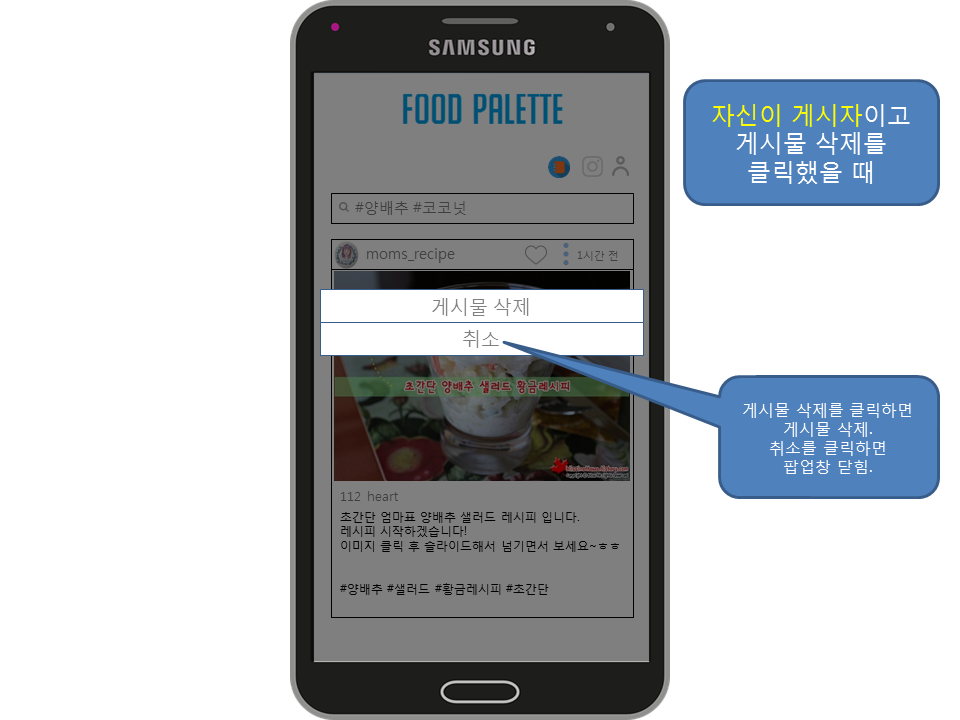 SAMSUNG
FOOD PALETTE
자신이 게시자이고
게시물 삭제를
클릭했을 때
#양배추 #코코넛
moms_recipe
1시간 전
게시물 삭제
취소
초간단 양배추 샐러드 황금레시피
게시물 삭제를 클릭하면
게시물 삭제.
취소를 클릭하면
팝업창 닫힘.
112 heart
초간단 엄마표 양배추 샐러드 레시피 입니다.
레시피 시작하겠습니다!
이미지 클릭 후 슬라이드해서 넘기면서 보세요~ㅎㅎ
#양배추 #샐러드 #황금레시피 #초간단